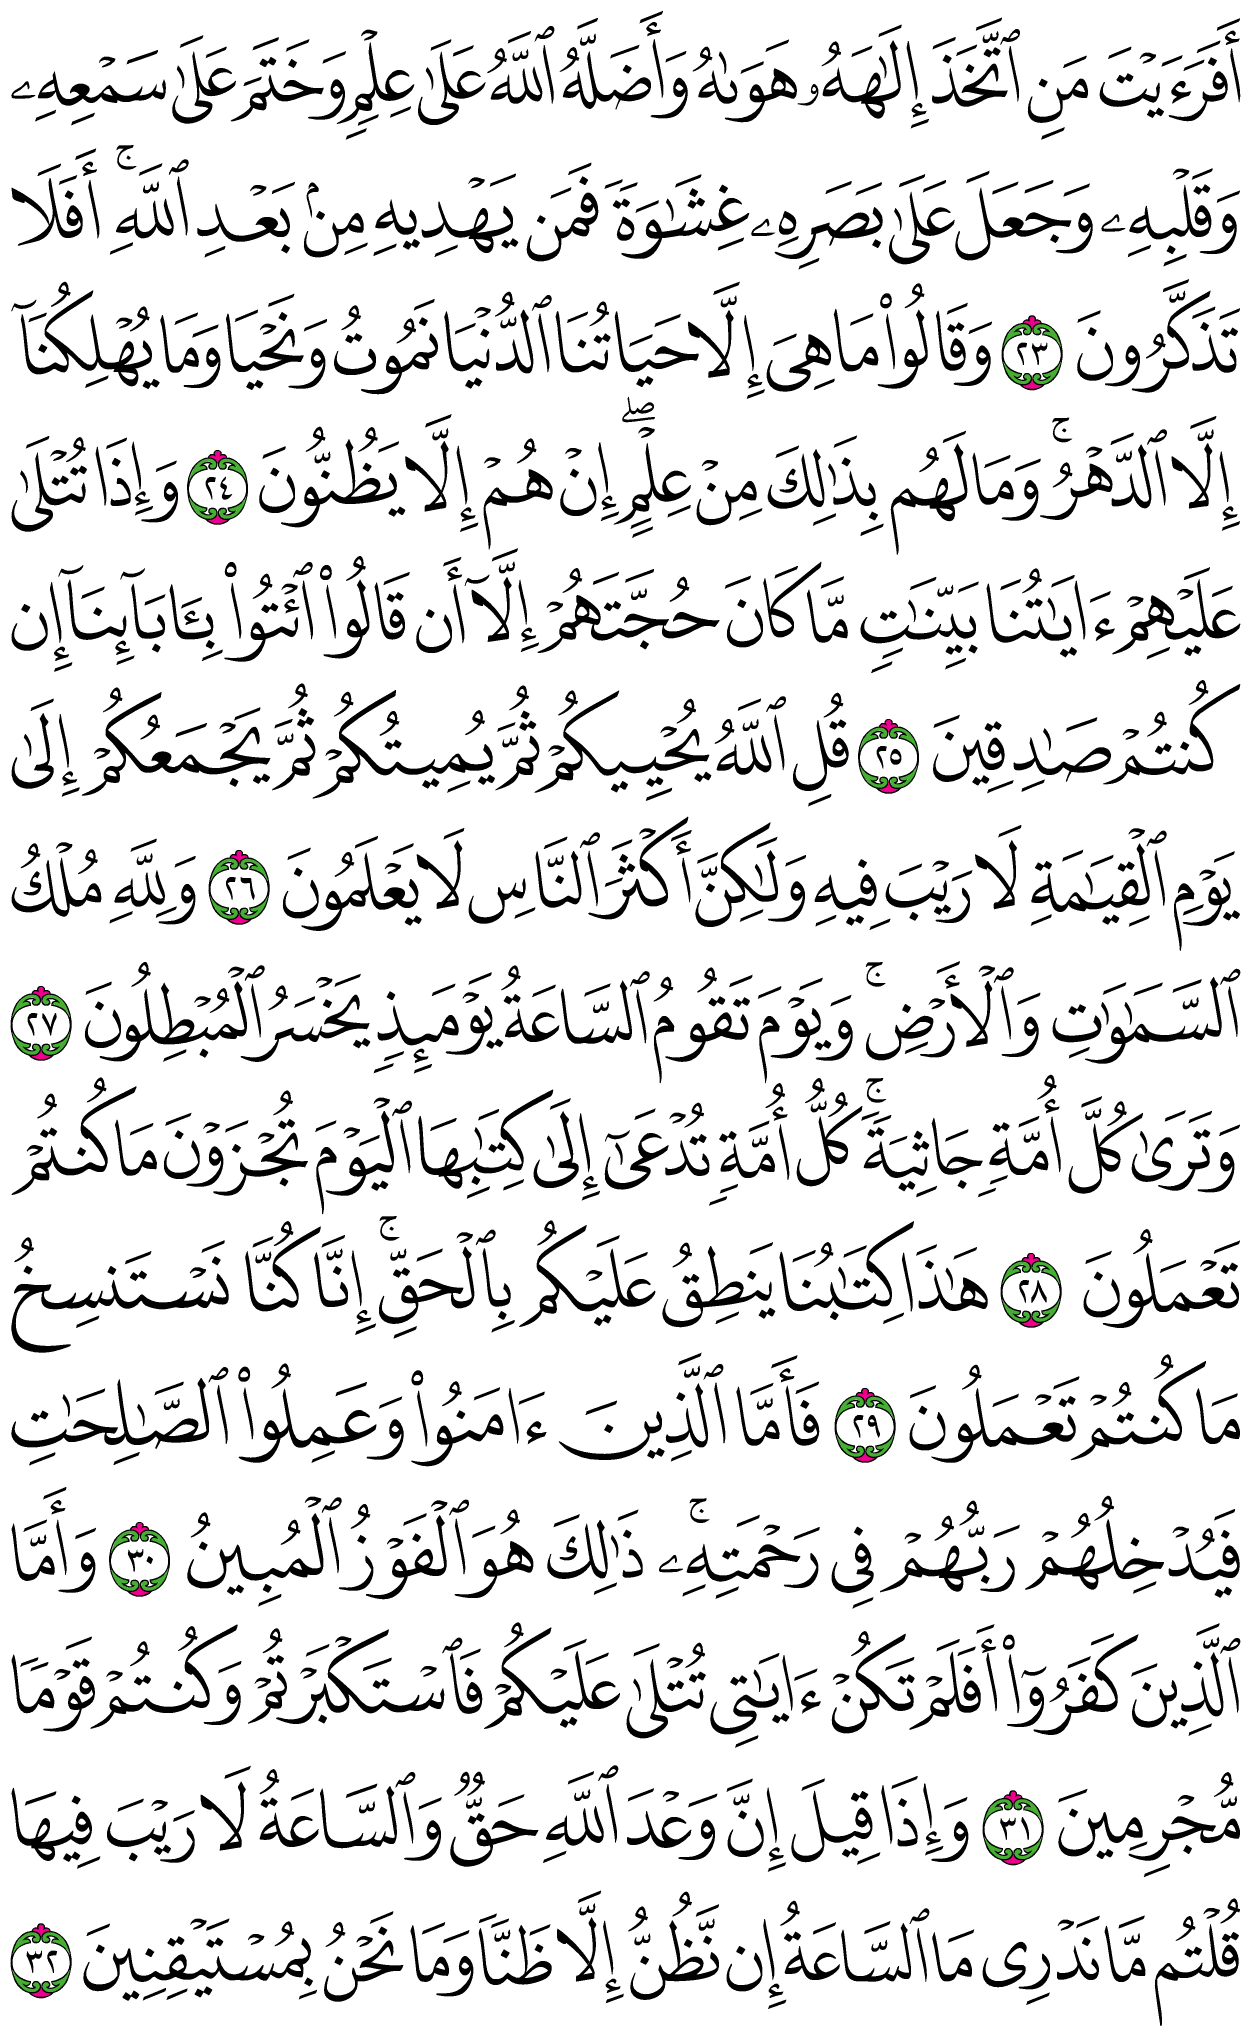 أَفَرَءَيۡتَ مَنِ ٱتَّخَذَ إِلَٰهَهُۥ هَوَىٰهُ وَأَضَلَّهُ ٱللَّهُ عَلَىٰ عِلۡمٖ وَخَتَمَ عَلَىٰ سَمۡعِهِۦ
وَقَلۡبِهِۦ وَجَعَلَ عَلَىٰ بَصَرِهِۦ غِشَٰوَةٗ فَمَن يَهۡدِيهِ مِنۢ بَعۡدِ ٱللَّهِۚ أَفَلَا
تَذَكَّرُونَ ٢٣ وَقَالُواْ مَا هِيَ إِلَّا حَيَاتُنَا ٱلدُّنۡيَا نَمُوتُ وَنَحۡيَا وَمَا يُهۡلِكُنَآ
إِلَّا ٱلدَّهۡرُۚ وَمَا لَهُم بِذَٰلِكَ مِنۡ عِلۡمٍۖ إِنۡ هُمۡ إِلَّا يَظُنُّونَ ٢٤ وَإِذَا تُتۡلَىٰ
عَلَيۡهِمۡ ءَايَٰتُنَا بَيِّنَٰتٖ مَّا كَانَ حُجَّتَهُمۡ إِلَّآ أَن قَالُواْ ٱئۡتُواْ بِـَٔابَآئِنَآ إِن
كُنتُمۡ صَٰدِقِينَ ٢٥ قُلِ ٱللَّهُ يُحۡيِيكُمۡ ثُمَّ يُمِيتُكُمۡ ثُمَّ يَجۡمَعُكُمۡ إِلَىٰ
يَوۡمِ ٱلۡقِيَٰمَةِ لَا رَيۡبَ فِيهِ وَلَٰكِنَّ أَكۡثَرَ ٱلنَّاسِ لَا يَعۡلَمُونَ ٢٦ وَلِلَّهِ مُلۡكُ
ٱلسَّمَٰوَٰتِ وَٱلۡأَرۡضِۚ وَيَوۡمَ تَقُومُ ٱلسَّاعَةُ يَوۡمَئِذٖ يَخۡسَرُ ٱلۡمُبۡطِلُونَ ٢٧
وَتَرَىٰ كُلَّ أُمَّةٖ جَاثِيَةٗۚ كُلُّ أُمَّةٖ تُدۡعَىٰٓ إِلَىٰ كِتَٰبِهَا ٱلۡيَوۡمَ تُجۡزَوۡنَ مَا كُنتُمۡ
تَعۡمَلُونَ ٢٨ هَٰذَا كِتَٰبُنَا يَنطِقُ عَلَيۡكُم بِٱلۡحَقِّۚ إِنَّا كُنَّا نَسۡتَنسِخُ
مَا كُنتُمۡ تَعۡمَلُونَ ٢٩ فَأَمَّا ٱلَّذِينَ ءَامَنُواْ وَعَمِلُواْ ٱلصَّٰلِحَٰتِ
فَيُدۡخِلُهُمۡ رَبُّهُمۡ فِي رَحۡمَتِهِۦۚ ذَٰلِكَ هُوَ ٱلۡفَوۡزُ ٱلۡمُبِينُ ٣٠ وَأَمَّا
ٱلَّذِينَ كَفَرُوٓاْ أَفَلَمۡ تَكُنۡ ءَايَٰتِي تُتۡلَىٰ عَلَيۡكُمۡ فَٱسۡتَكۡبَرۡتُمۡ وَكُنتُمۡ قَوۡمٗا
مُّجۡرِمِينَ ٣١ وَإِذَا قِيلَ إِنَّ وَعۡدَ ٱللَّهِ حَقّٞ وَٱلسَّاعَةُ لَا رَيۡبَ فِيهَا
قُلۡتُم مَّا نَدۡرِي مَا ٱلسَّاعَةُ إِن نَّظُنُّ إِلَّا ظَنّٗا وَمَا نَحۡنُ بِمُسۡتَيۡقِنِينَ ٣٢